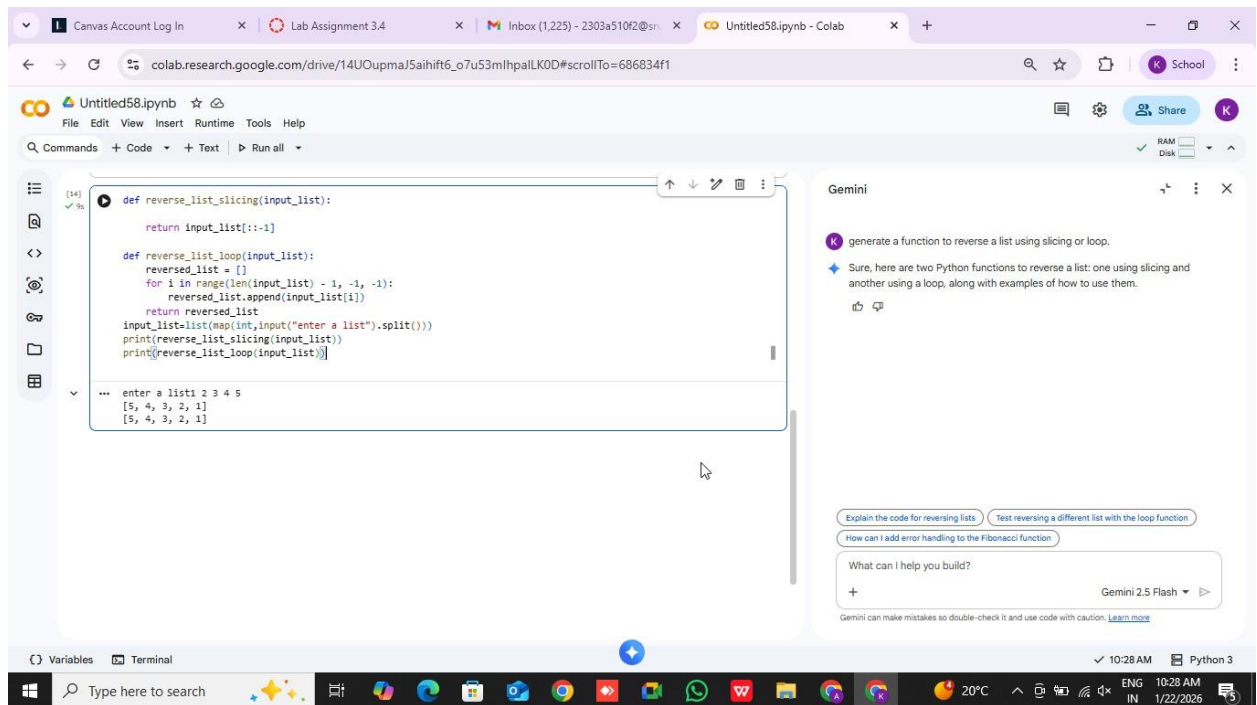 Canvas Account Log In
Lab Assignment 3.4
Inbox (1,225) - 2303a510f2@sr
Untitled58.ipynb - Colab
colab.research.google.com/drive/14UOupmaJ5aihift6_o7u53mIhpalLK0D#scrollTo=686834f1
School
Untitled58.ipynb
File Edit View Insert Runtime Tools Help
Share
K
Commands + Code + Text Run all
RAM
Disk
[14]
9s
def reverse_list_slicing(input_list):
return input_list[::-1]
def reverse_list_loop(input_list):
reversed_list = []
for i in range(len(input_list) - 1, -1, -1):
reversed_list.append(input_list[i])
return reversed_list
input_list=list(map(int,input("enter a list").split()))
print(reverse_list_slicing(input_list))
print(reverse_list_loop(input_list))
enter a list1 2 3 4 5
[5, 4, 3, 2, 1]
[5, 4, 3, 2, 1]
Gemini
K generate a function to reverse a list using slicing or loop.
Sure, here are two Python functions to reverse a list: one using slicing and
another using a loop, along with examples of how to use them.
Explain the code for reversing lists
Test reversing a different list with the loop function
How can I add error handling to the Fibonacci function
What can I help you build?
Gemini 2.5 Flash
Gemini can make mistakes so double-check it and use code with caution. Learn more
Variables Terminal
10:28 AM Python 3
Type here to search
20°C
ENG
IN
10:28 AM
1/22/2026
5